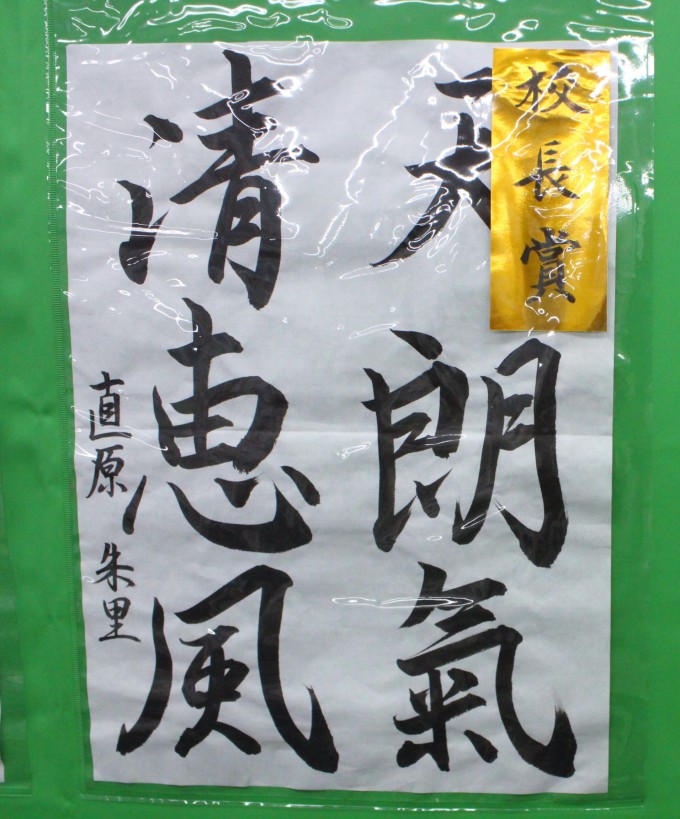 校長賞
天朗氣
清恵風
直原 朱里